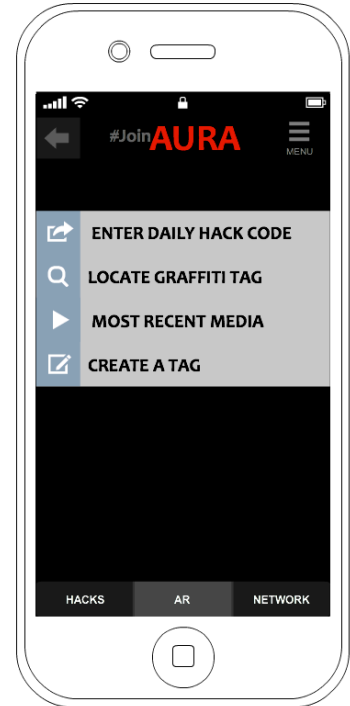 #JoinAURA
MENU
ENTER DAILY HACK CODE
LOCATE GRAFFITI TAG
MOST RECENT MEDIA
CREATE A TAG
HACKS AR NETWORK